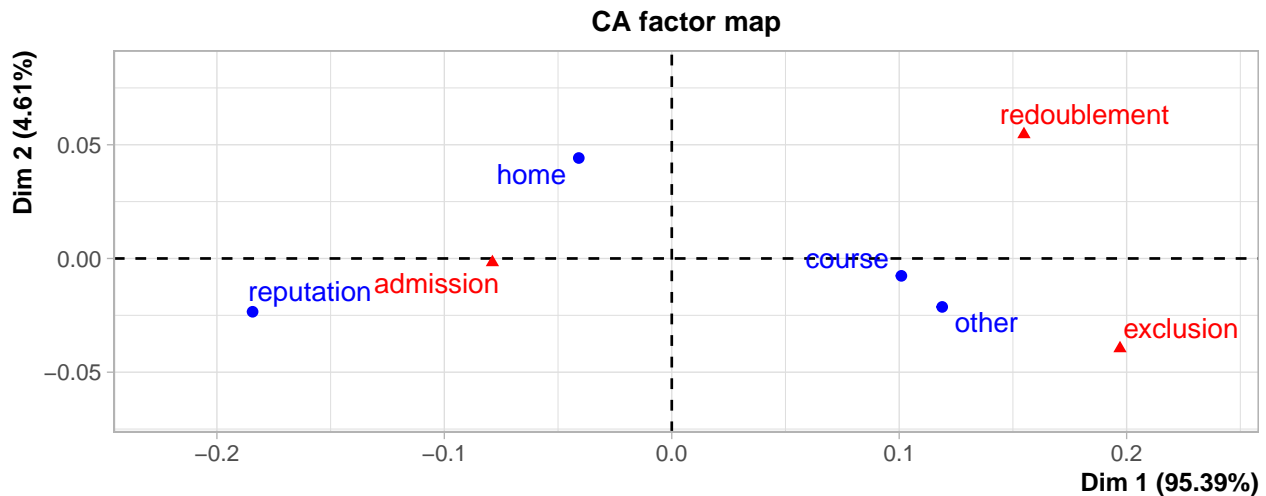 CA factor map
Dim 2 (4.61%)
0.05
0.00
−0.05
redoublement
home
course
admission
reputation
other
exclusion
−0.2
−0.1
0.0
0.1
0.2
Dim 1 (95.39%)